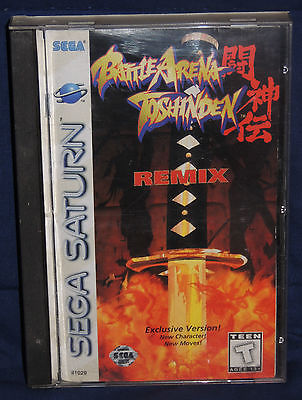 SEGA
SEGA SATURN
81029
BATTLE ARENA
TOSHINDEN
闘神伝
REMIX
Exclusive Version!
New Character!
New Moves!
SEGA
TEEN
T
AGES 13+